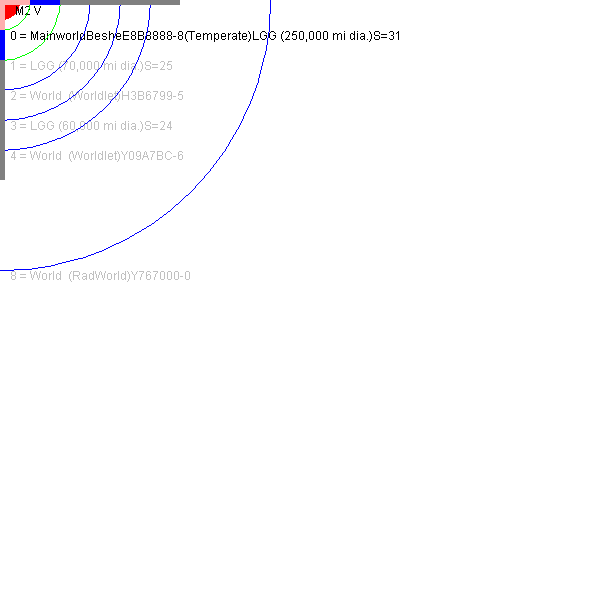 M2 V
0 = MainworldBesheE8B8888-8(Temperate)LGG (250,000 mi dia.)S=31
1 = LGG (70,000 mi dia.)S=25
2 = World  (Worldlet)H3B6799-5
3 = LGG (60,000 mi dia.)S=24
4 = World  (Worldlet)Y09A7BC-6
8 = World  (RadWorld)Y767000-0